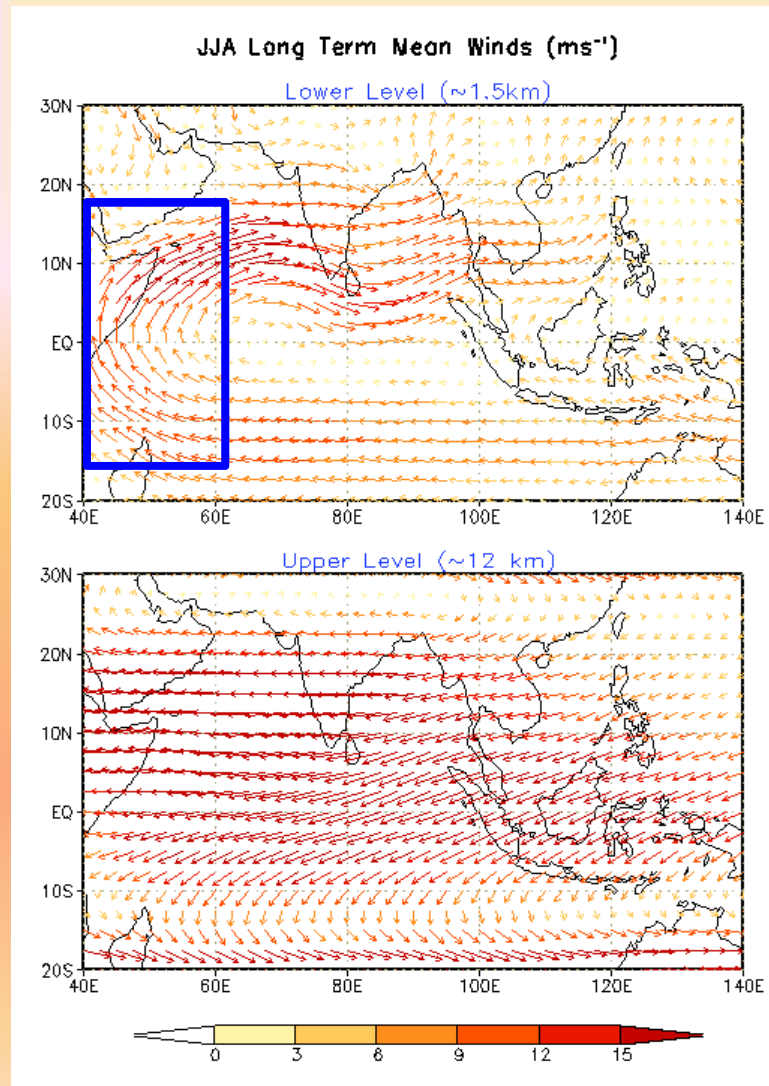 JJA Long Term Mean Winds (ms⁻¹)
Lower Level (~1.5km)
30N
20N
10N
EQ
10S
20S
40E 60E 80E 100E 120E 140E
Upper Level (~12 km)
30N
20N
10N
EQ
10S
20S
40E 60E 80E 100E 120E 140E
0 3 6 9 12 15